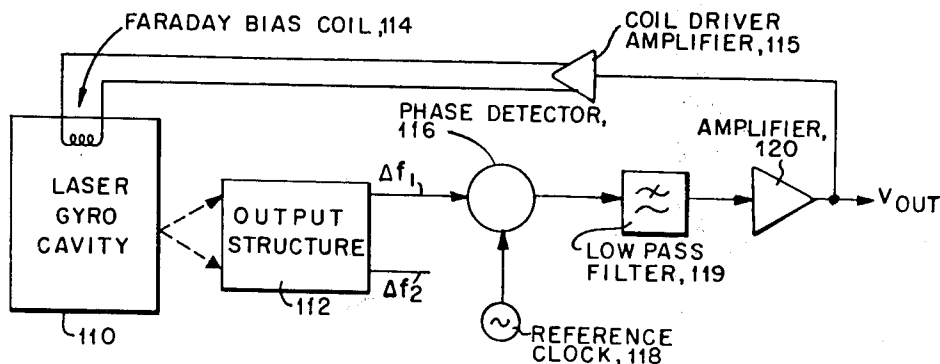 FARADAY BIAS COIL, 114
COIL DRIVER
AMPLIFIER, 115
PHASE DETECTOR,
116
AMPLIFIER,
120
LASER
GYRO
CAVITY
110
OUTPUT
STRUCTURE
112
Δf1
Δf2
LOW PASS
FILTER, 119
VOUT
REFERENCE
CLOCK, 118